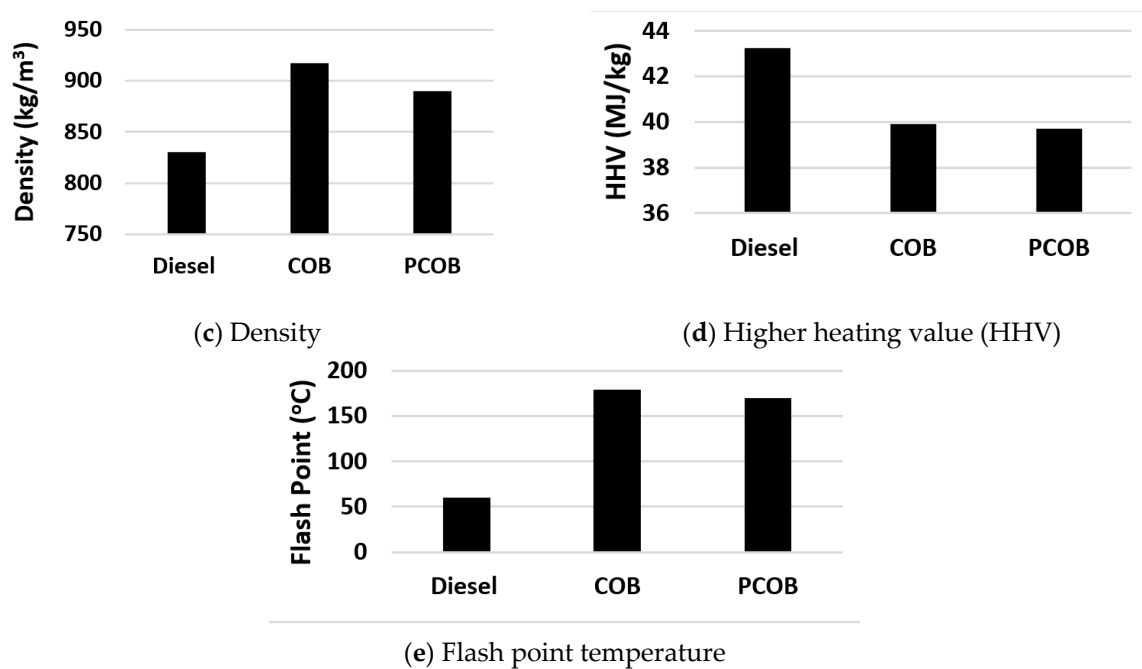 Density (kg/m³)
950
900
850
800
750
Diesel COB PCOB
(c) Density
HHV (MJ/kg)
44
42
40
38
36
Diesel COB PCOB
(d) Higher heating value (HHV)
Flash Point (°C)
200
150
100
50
0
Diesel COB PCOB
(e) Flash point temperature